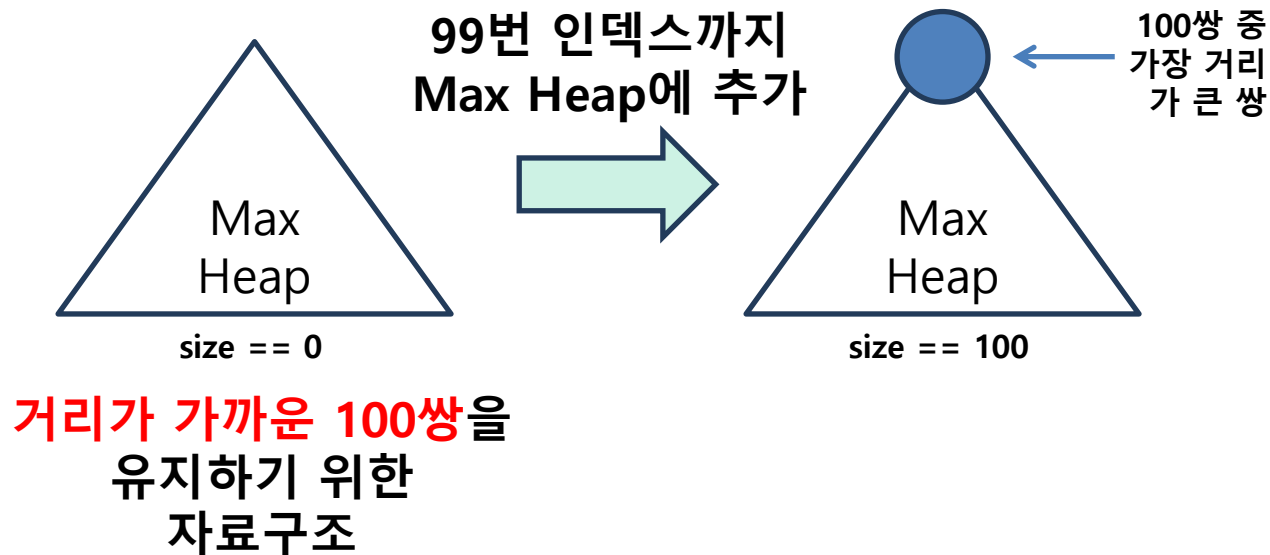 99번 인덱스까지
Max Heap에 추가
100쌍 중
가장 거리
가 큰 쌍
Max
Heap
size == 0
Max
Heap
size == 100
거리가 가까운 100쌍을
유지하기 위한
자료구조